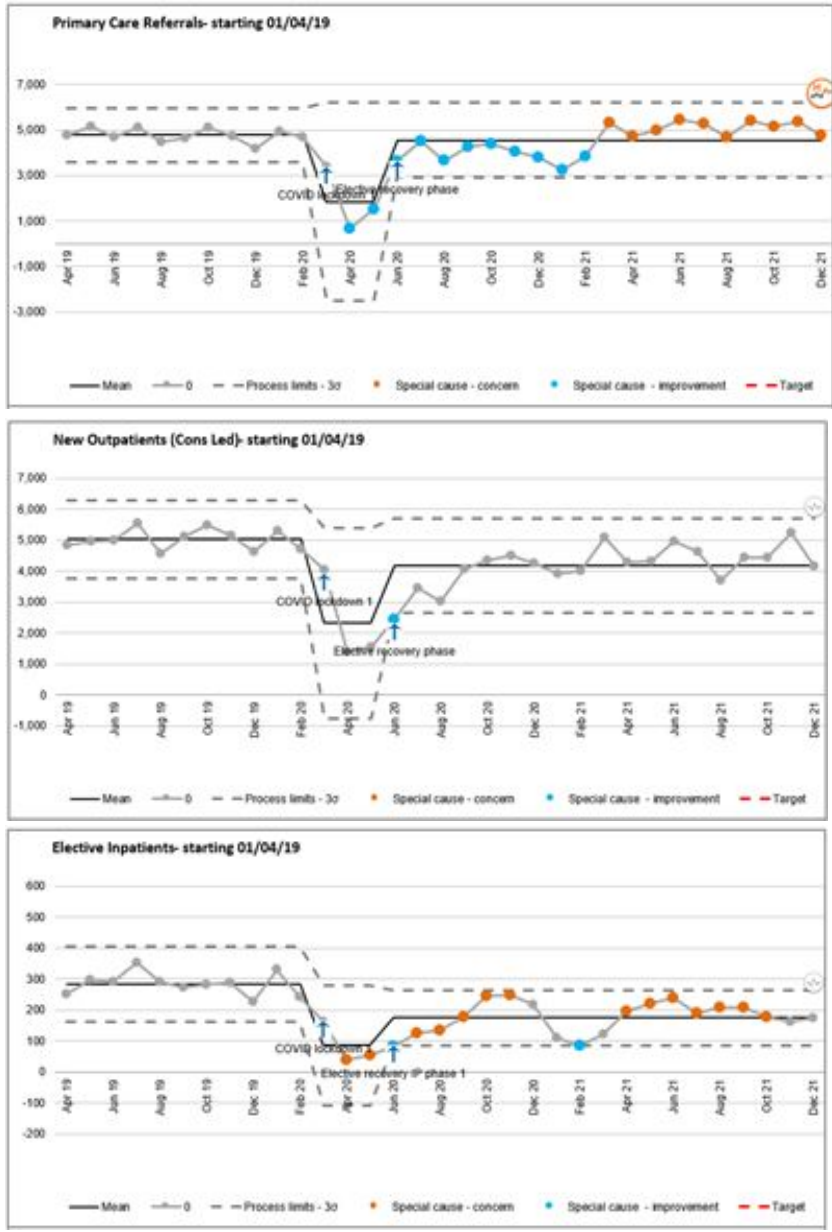 Primary Care Referrals- starting 01/04/19
7,000
5,000
3,000
1,000
-1,000
-3,000
COVID lockdown 1
Elective recovery phase
Apr 19
Jun 19
Aug 19
Oct 19
Dec 19
Feb 20
Apr 20
Jun 20
Aug 20
Oct 20
Dec 20
Feb 21
Apr 21
Jun 21
Aug 21
Oct 21
Dec 21
Mean 0 Process limits - 3σ Special cause - concern Special cause - improvement Target
New Outpatients (Cons Led)- starting 01/04/19
7,000
6,000
5,000
4,000
3,000
2,000
1,000
0
-1,000
COVID lockdown 1
Elective recovery phase
Apr 19
Jun 19
Aug 19
Oct 19
Dec 19
Feb 20
Apr 20
Jun 20
Aug 20
Oct 20
Dec 20
Feb 21
Apr 21
Jun 21
Aug 21
Oct 21
Dec 21
Mean 0 Process limits - 3σ Special cause - concern Special cause - improvement Target
Elective Inpatients- starting 01/04/19
600
500
400
300
200
100
0
-100
-200
COVID lockdown 1
Elective recovery IP phase 1
Apr 19
Jun 19
Aug 19
Oct 19
Dec 19
Feb 20
Apr 20
Jun 20
Aug 20
Oct 20
Dec 20
Feb 21
Apr 21
Jun 21
Aug 21
Oct 21
Dec 21
Mean 0 Process limits - 3σ Special cause - concern Special cause - improvement Target